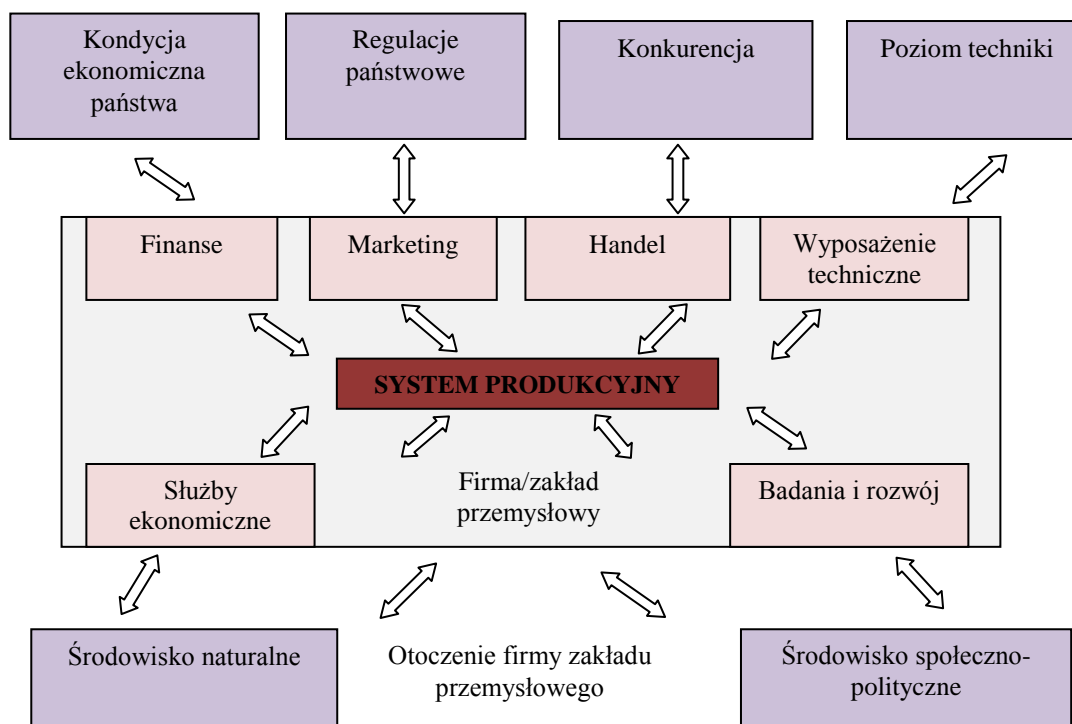 Kondycja
ekonomiczna
państwa
Regulacje
państwowe
Konkurencja
Poziom techniki
Finanse
Marketing
Handel
Wyposażenie
techniczne
SYSTEM PRODUKCYJNY
Służby
ekonomiczne
Firma/zakład
przemysłowy
Badania i rozwój
Środowisko naturalne
Otoczenie firmy zakładu
przemysłowego
Środowisko społeczno-
polityczne